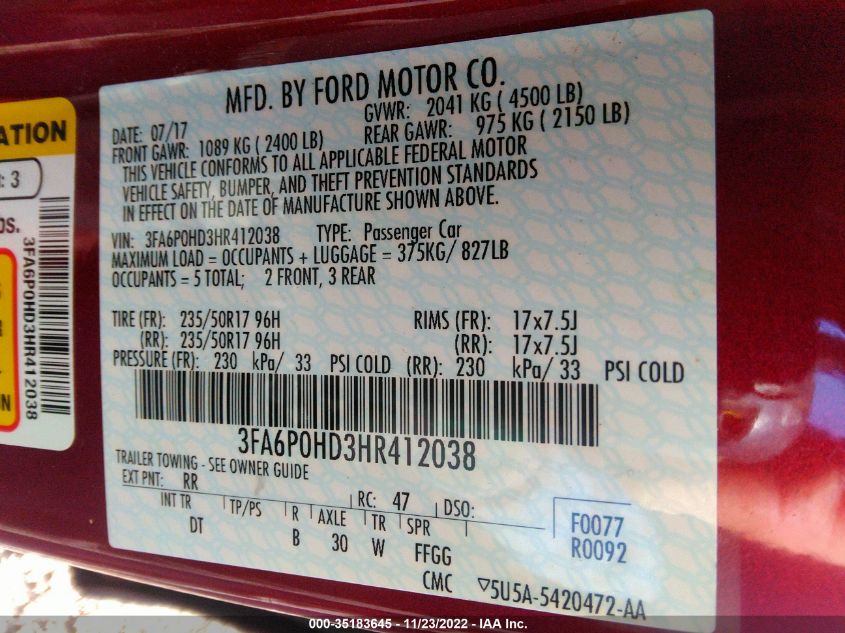 MFD. BY FORD MOTOR CO.
DATE: 07/17 GVWR: 2041 KG ( 4500 LB)
FRONT GAWR: 1089 KG ( 2400 LB) REAR GAWR: 975 KG ( 2150 LB)
THIS VEHICLE CONFORMS TO ALL APPLICABLE FEDERAL MOTOR
VEHICLE SAFETY, BUMPER, AND THEFT PREVENTION STANDARDS
IN EFFECT ON THE DATE OF MANUFACTURE SHOWN ABOVE.
VIN: 3FA6P0HD3HR412038 TYPE: Passenger Car
MAXIMUM LOAD = OCCUPANTS + LUGGAGE = 375KG/ 827LB
OCCUPANTS = 5 TOTAL; 2 FRONT, 3 REAR
TIRE (FR): 235/50R17 96H RIMS (FR): 17x7.5J
(RR): 235/50R17 96H (RR): 17x7.5J
PRESSURE (FR): 230 kPa/ 33 PSI COLD (RR): 230 kPa/ 33 PSI COLD
3FA6P0HD3HR412038
TRAILER TOWING - SEE OWNER GUIDE
EXT PNT: RR RC: 47 DSO:
INT TR TP/PS R AXLE TR SPR
DT B 30 W FFGG
F0077
R0092
CMC ▽5U5A-5420472-AA
ATION
: 3
3FA6P0HD3HR412038
000-35183645 - 11/23/2022 - IAA Inc.